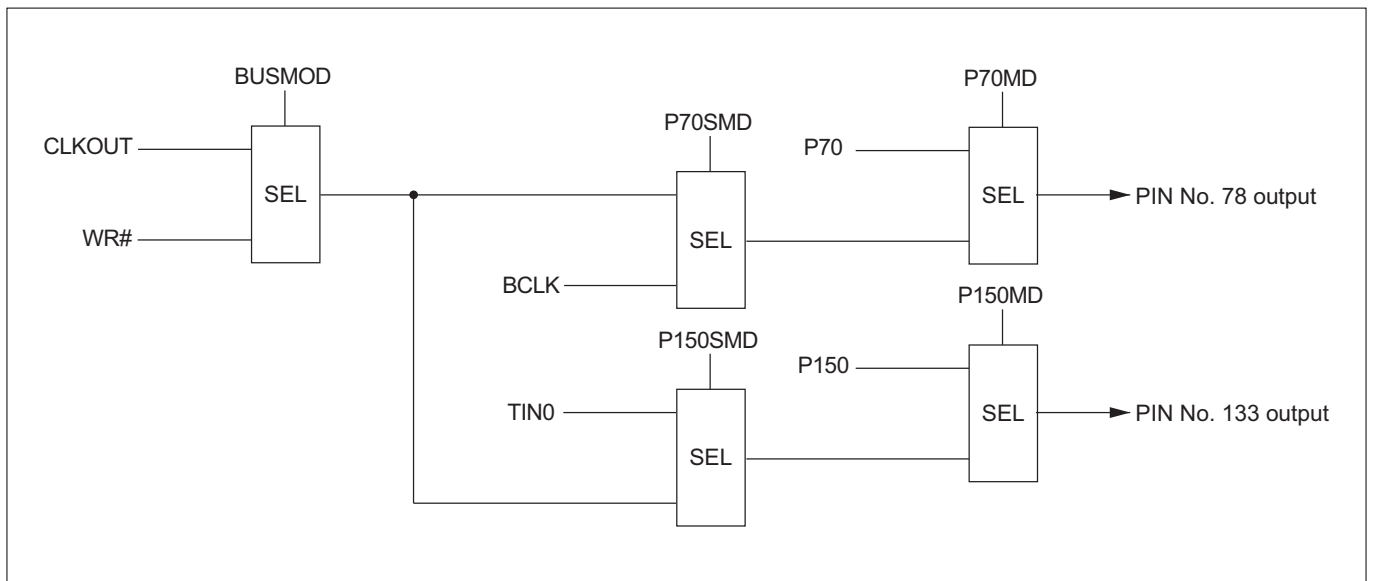 BUSMOD
CLKOUT
WR#
SEL
P70SMD
BCLK
SEL
P70MD
P70
SEL
PIN No. 78 output
P150SMD
TIN0
SEL
P150MD
P150
SEL
PIN No. 133 output